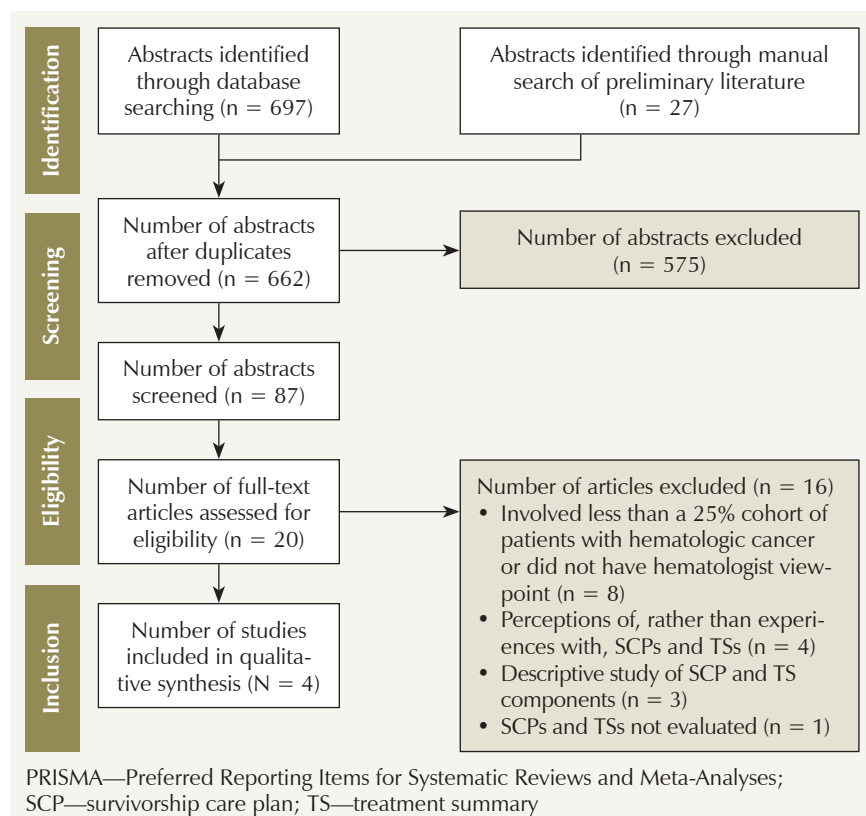 Identification
Abstracts identified
through database
searching (n = 697)
Abstracts identified through manual
search of preliminary literature
(n = 27)
Screening
Number of abstracts
after duplicates
removed (n = 662)
Number of abstracts excluded
(n = 575)
Number of abstracts
screened (n = 87)
Eligibility
Number of full-text
articles assessed for
eligibility (n = 20)
Number of articles excluded (n = 16)
• Involved less than a 25% cohort of
patients with hematologic cancer
or did not have hematologist view-
point (n = 8)
• Perceptions of, rather than experi-
ences with, SCPs and TSs (n = 4)
• Descriptive study of SCP and TS
components (n = 3)
• SCPs and TSs not evaluated (n = 1)
Inclusion
Number of studies
included in qualita-
tive synthesis (N = 4)
PRISMA—Preferred Reporting Items for Systematic Reviews and Meta-Analyses;
SCP—survivorship care plan; TS—treatment summary